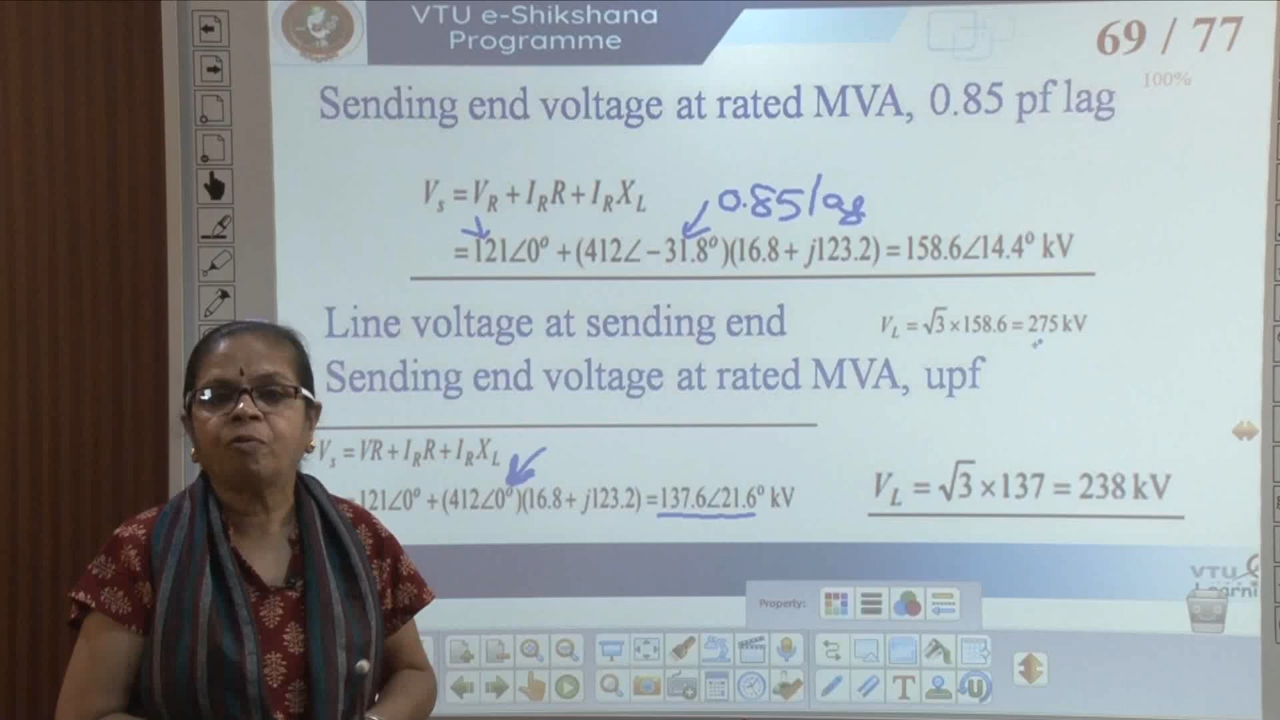 VTU e-Shikshana
Programme
69 / 77
100%
Sending end voltage at rated MVA, 0.85 pf lag
V_s = V_R + I_R R + I_R X_L
0.85 lag
= 121∠0° + (412∠−31.8°)(16.8 + j123.2) = 158.6∠14.4° kV
Line voltage at sending end
V_L = √3 × 158.6 = 275 kV
Sending end voltage at rated MVA, upf
V_s = VR + I_R R + I_R X_L
121∠0° + (412∠0°)(16.8 + j123.2) = 137.6∠21.6° kV
V_L = √3 × 137 = 238 kV
VTU
Property:
T